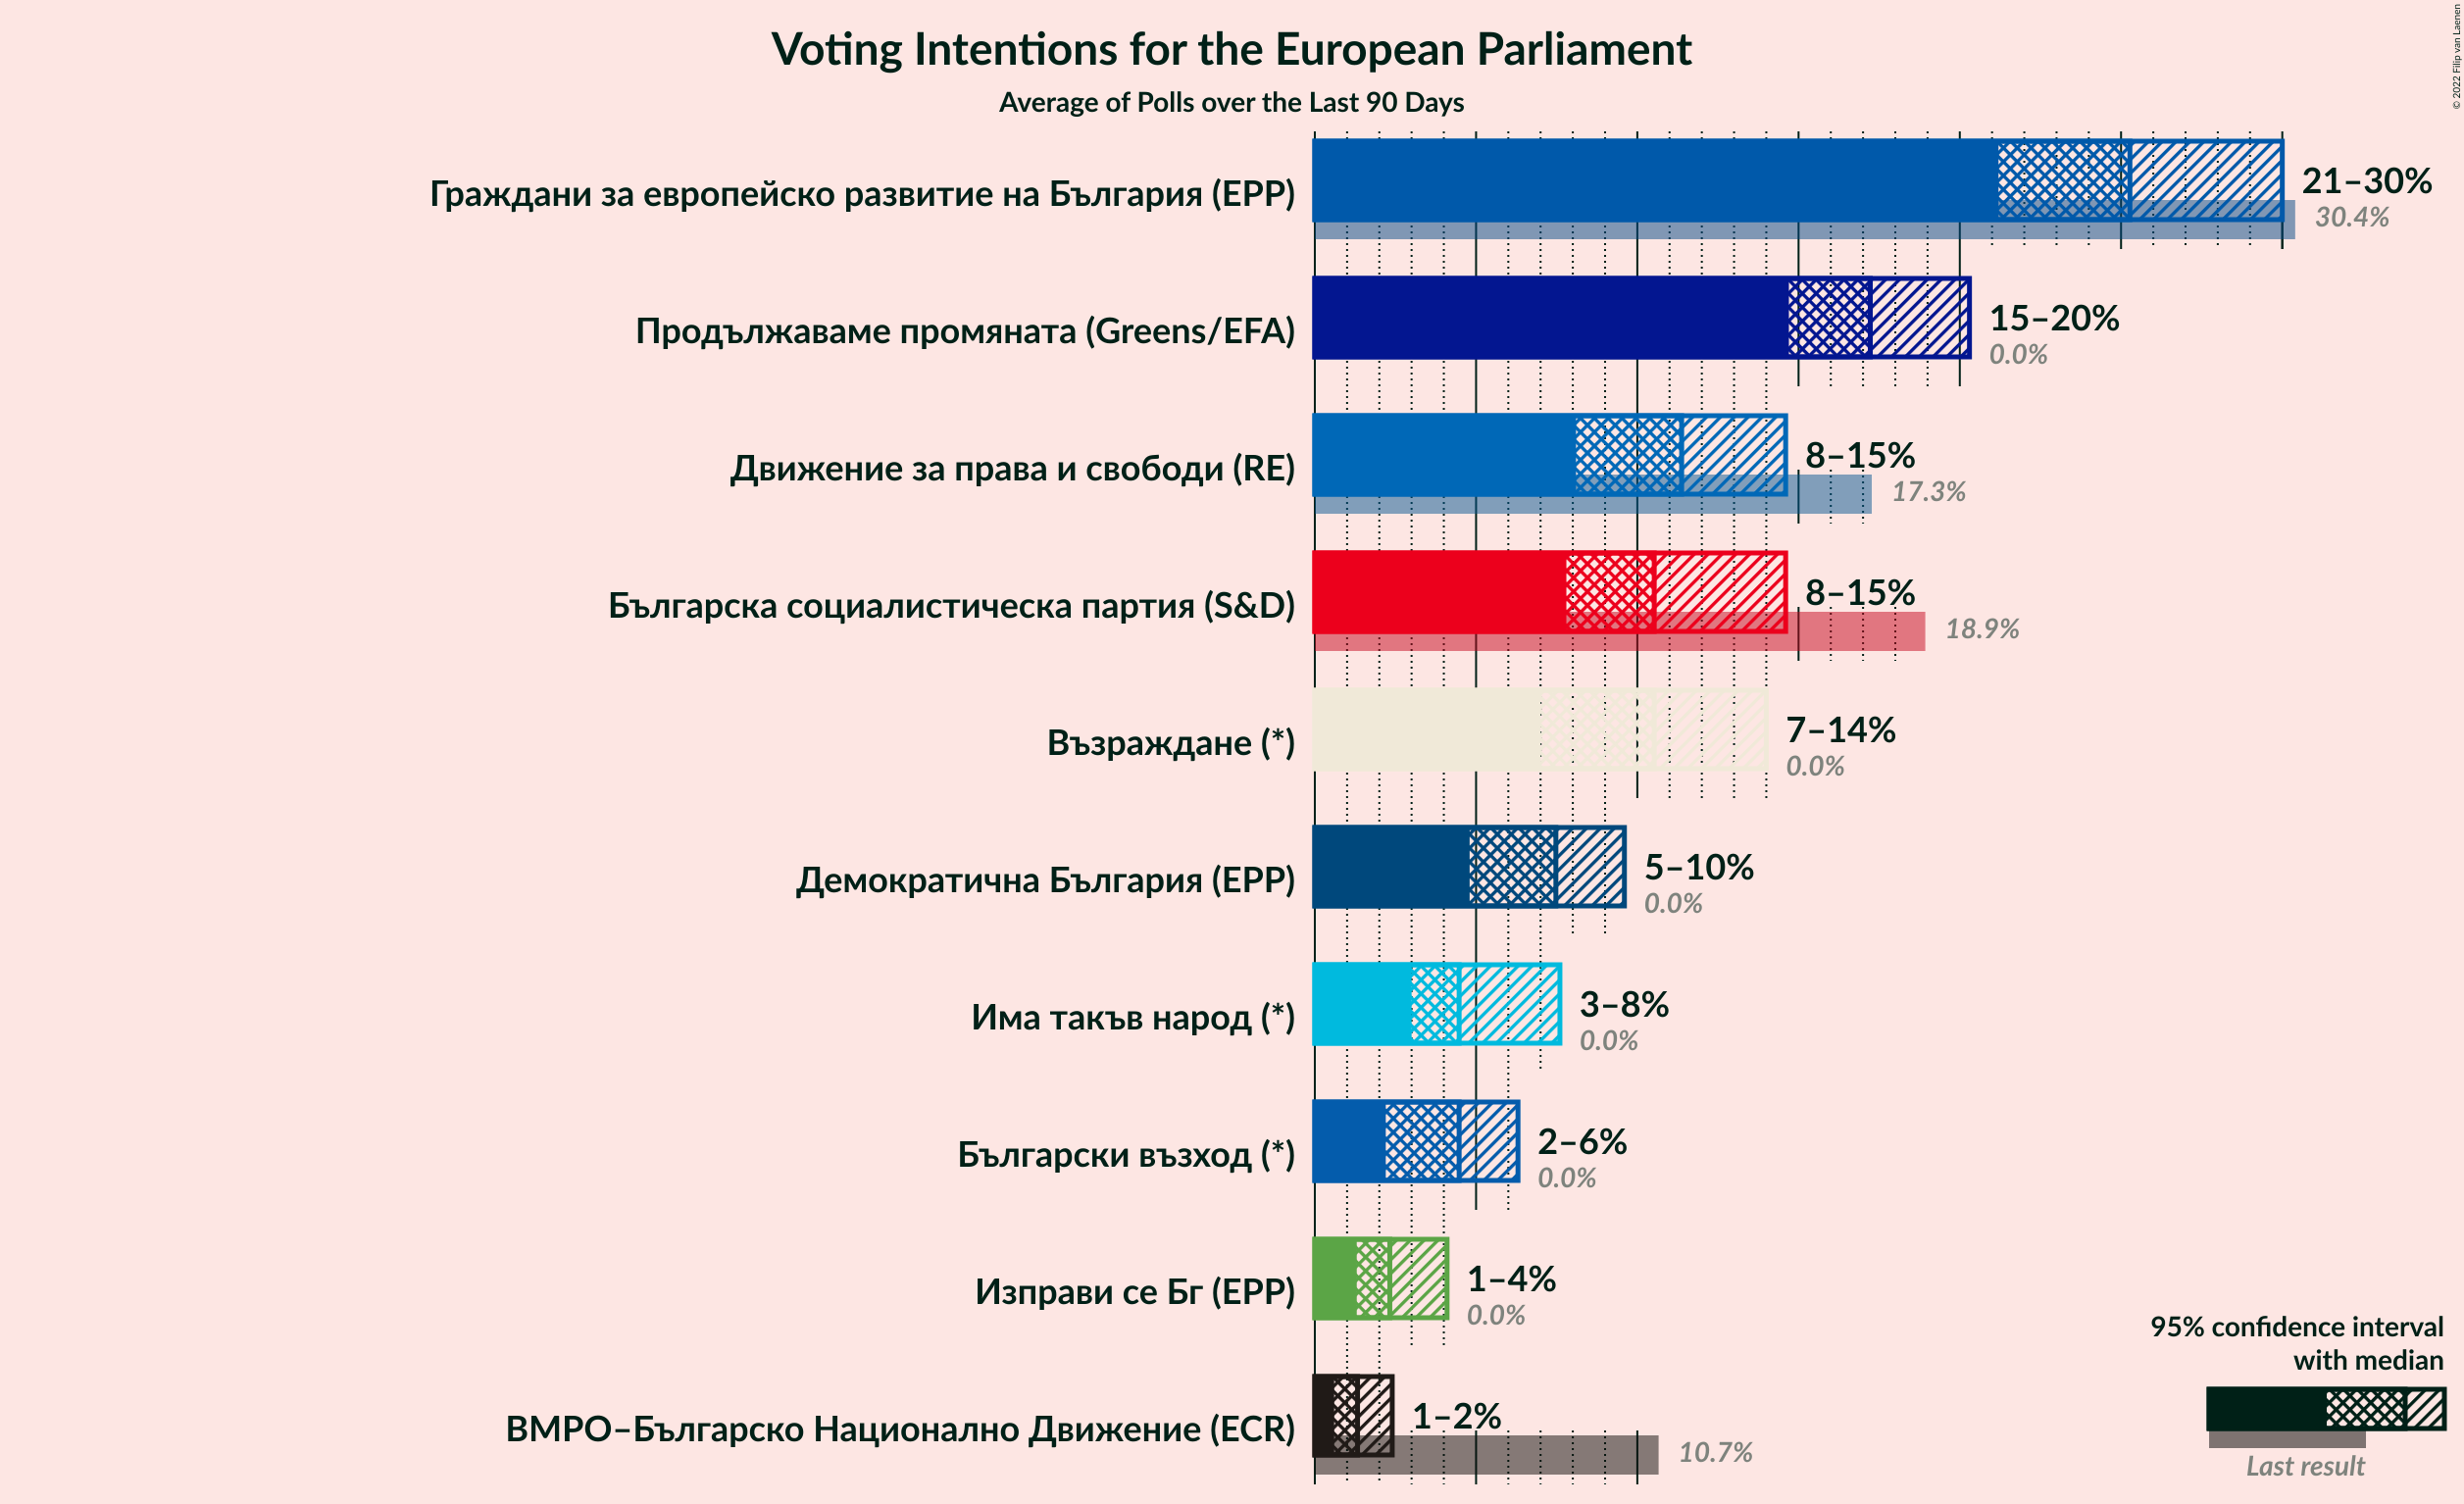 © 2022 Filip van Laenen
Voting Intentions for the European Parliament
Average of Polls over the Last 90 Days
Граждани за европейско развитие на България (EPP)
21–30%
30.4%
Продължаваме промяната (Greens/EFA)
15–20%
0.0%
Движение за права и свободи (RE)
8–15%
17.3%
Българска социалистическа партия (S&D)
8–15%
18.9%
Възраждане (*)
7–14%
0.0%
Демократична България (EPP)
5–10%
0.0%
Има такъв народ (*)
3–8%
0.0%
Български възход (*)
2–6%
0.0%
Изправи се Бг (EPP)
1–4%
0.0%
ВМРО–Българско Национално Движение (ECR)
1–2%
10.7%
95% confidence interval
with median
Last result